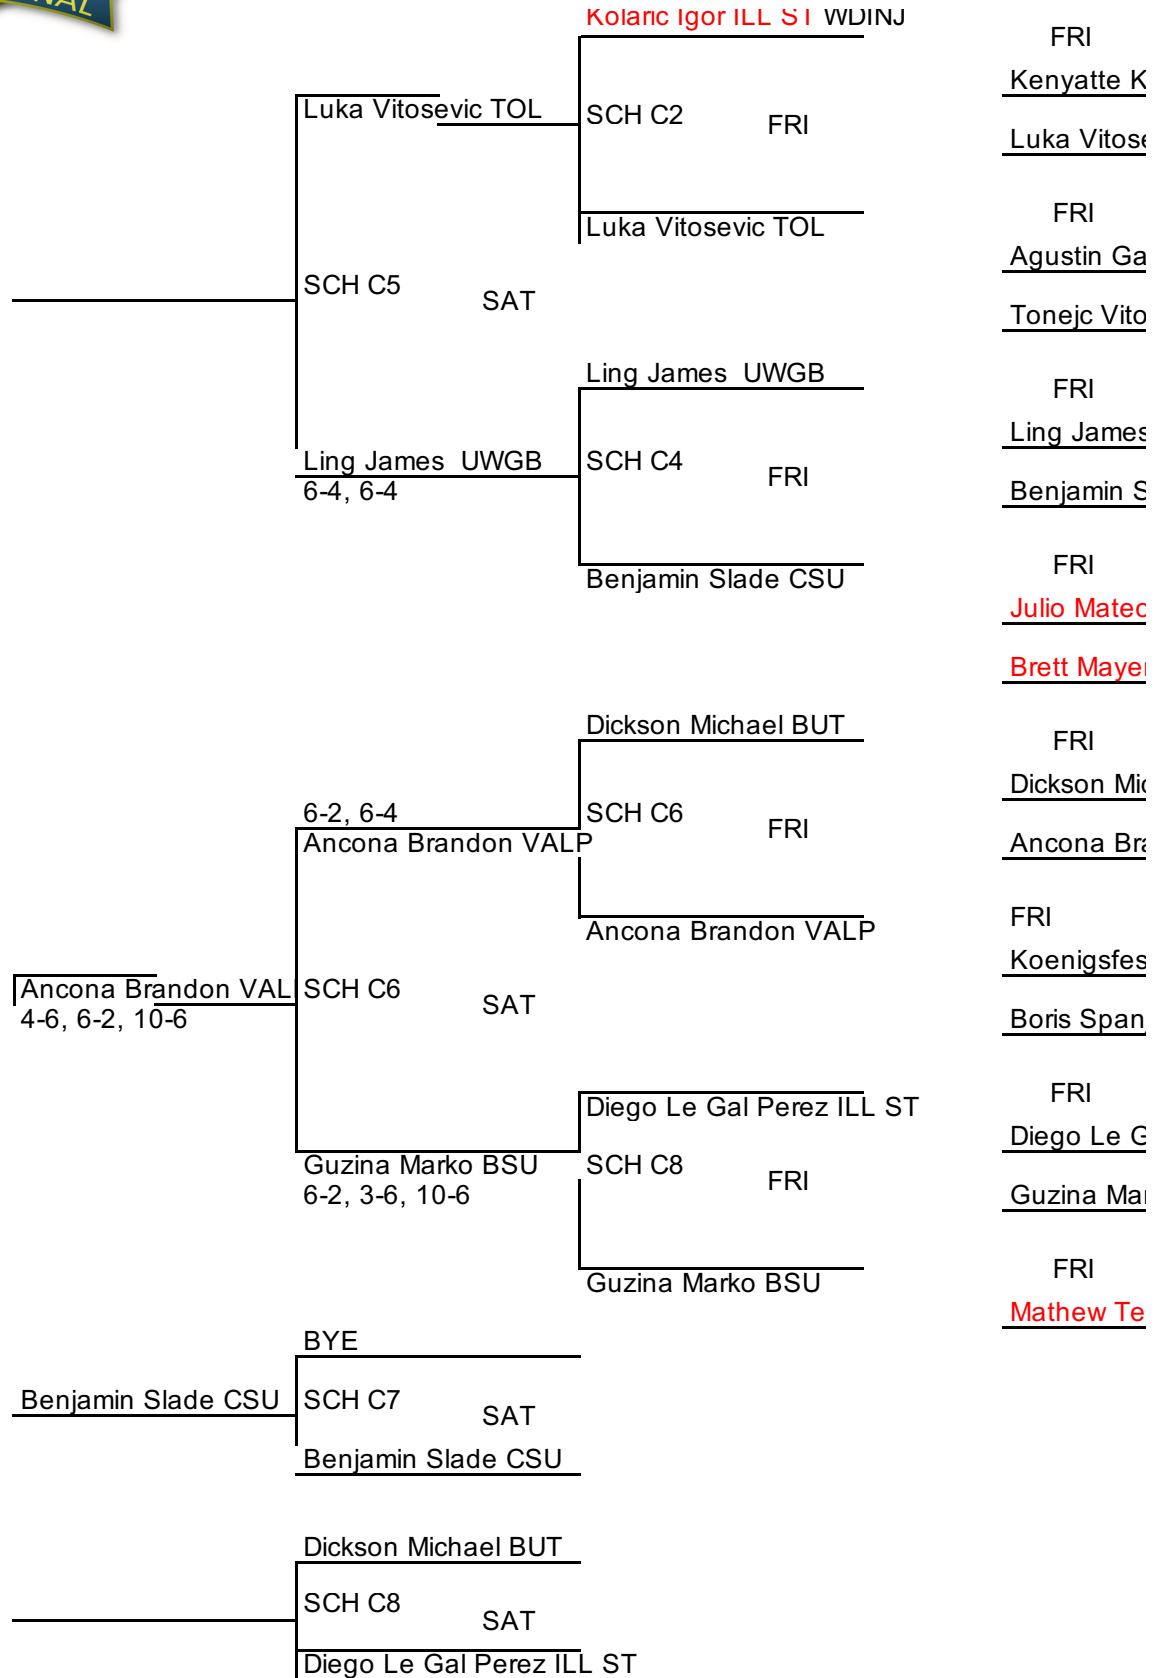 NAL
Kolaric Igor ILL ST WDINJ
FRI
Kenyatte K
Luka Vitosevic TOL
SCH C2
FRI
Luka Vitose
FRI
Luka Vitosevic TOL
Agustin Ga
SCH C5
SAT
Tonejc Vito
Ling James UWGB
FRI
Ling James
Ling James UWGB
SCH C4
FRI
6-4, 6-4
Benjamin S
FRI
Benjamin Slade CSU
Julio Mateo
Brett Mayer
Dickson Michael BUT
FRI
Dickson Mic
6-2, 6-4
SCH C6
FRI
Ancona Brandon VALP
Ancona Bra
FRI
Ancona Brandon VALP
Koenigsfes
Ancona Brandon VAL
SCH C6
SAT
4-6, 6-2, 10-6
Boris Span
FRI
Diego Le Gal Perez ILL ST
Diego Le G
Guzina Marko BSU
SCH C8
FRI
6-2, 3-6, 10-6
Guzina Mar
FRI
Guzina Marko BSU
Mathew Te
BYE
Benjamin Slade CSU
SCH C7
SAT
Benjamin Slade CSU
Dickson Michael BUT
SCH C8
SAT
Diego Le Gal Perez ILL ST